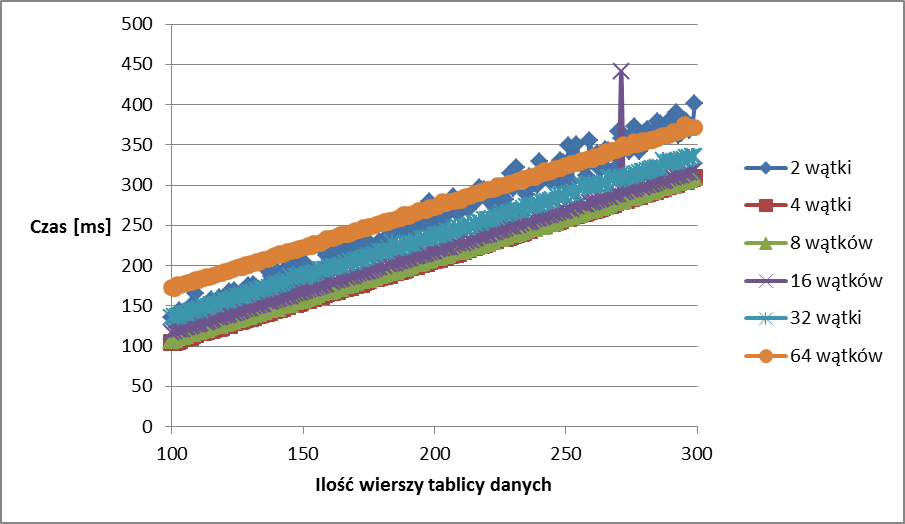 500
450
400
350
300
250
200
150
100
50
0
Czas [ms]
100 150 200 250 300
Ilość wierszy tablicy danych
2 wątki
4 wątki
8 wątków
16 wątków
32 wątki
64 wątków